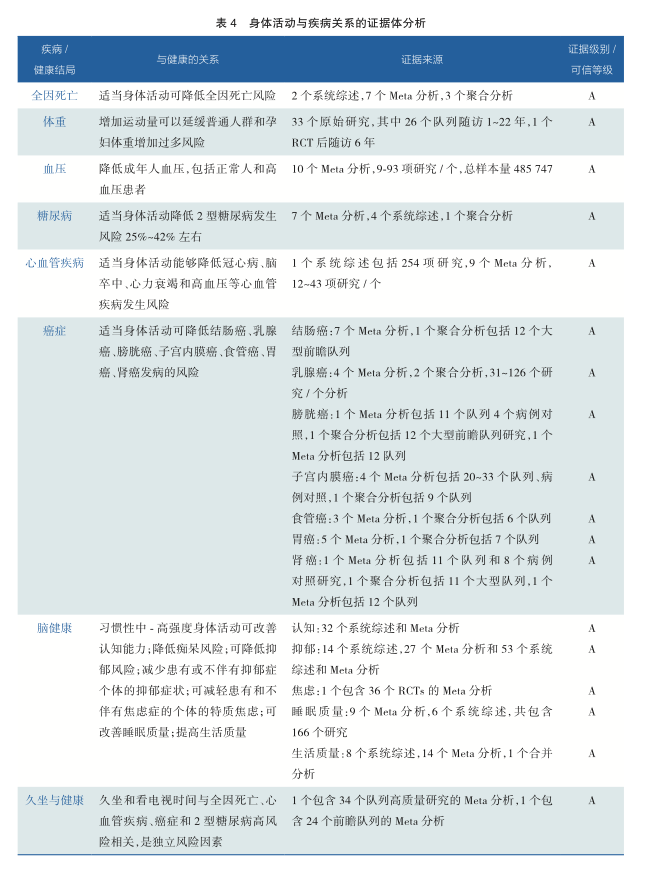 表 4 身体活动与疾病关系的证据体分析
疾病 /
健康结局
与健康的关系
证据来源
证据级别 /
可信等级
全因死亡
适当身体活动可降低全因死亡风险
2 个系统综述,7 个 Meta 分析,3 个聚合分析
A
体重
增加运动量可以延缓普通人群和孕
妇体重增加过多风险
33 个原始研究,其中 26 个队列随访 1~22 年,1 个
RCT 后随访 6 年
A
血压
降低成年人血压,包括正常人和高
血压患者
10 个 Meta 分析,9-93 项研究 / 个,总样本量 485 747
A
糖尿病
适当身体活动降低 2 型糖尿病发生
风险 25%~42% 左右
7 个 Meta 分析,4 个系统综述,1 个聚合分析
A
心血管疾病
适当身体活动能够降低冠心病、脑
卒中、心力衰竭和高血压等心血管
疾病发生风险
1 个系统综述包括 254 项研究,9 个 Meta 分析,
12~43 项研究 / 个
A
癌症
适当身体活动可降低结肠癌、乳腺
癌、膀胱癌、子宫内膜癌、食管癌、胃
癌、肾癌发病的风险
结肠癌:7 个 Meta 分析,1 个聚合分析包括 12 个大
型前瞻队列
A
乳腺癌:4 个 Meta 分析,2 个聚合分析,31~126 个研
究 / 个分析
A
膀胱癌:1 个 Meta 分析包括 11 个队列 4 个病例对
照,1 个聚合分析包括 12 个大型前瞻队列研究,1 个
Meta 分析包括 12 队列
A
子宫内膜癌:4 个 Meta 分析包括 20~33 个队列、病
例对照,1 个聚合分析包括 9 个队列
A
食管癌:3 个 Meta 分析,1 个聚合分析包括 6 个队列
A
胃癌:5 个 Meta 分析,1 个聚合分析包括 7 个队列
A
肾癌:1 个 Meta 分析包括 11 个队列和 8 个病例
对照研究,1 个聚合分析包括 11 个大型队列,1 个
Meta 分析包括 12 个队列
A
脑健康
习惯性中 - 高强度身体活动可改善
认知能力;降低痴呆风险;可降低抑
郁风险;减少患有或不伴有抑郁症
个体的抑郁症状;可减轻患有和不
伴有焦虑症的个体的特质焦虑;可
改善睡眠质量;提高生活质量
认知:32 个系统综述和 Meta 分析
A
抑郁:14 个系统综述,27 个 Meta 分析和 53 个系统
综述和 Meta 分析
A
焦虑:1 个包含 36 个 RCTs 的 Meta 分析
A
睡眠质量:9 个 Meta 分析,6 个系统综述,共包含
166 个研究
A
生活质量:8 个系统综述,14 个 Meta 分析,1 个合并
分析
A
久坐与健康
久坐和看电视时间与全因死亡、心
血管疾病、癌症和 2 型糖尿病高风
险相关,是独立风险因素
1 个包含 34 个队列高质量研究的 Meta 分析,1 个包
含 24 个前瞻队列的 Meta 分析
A